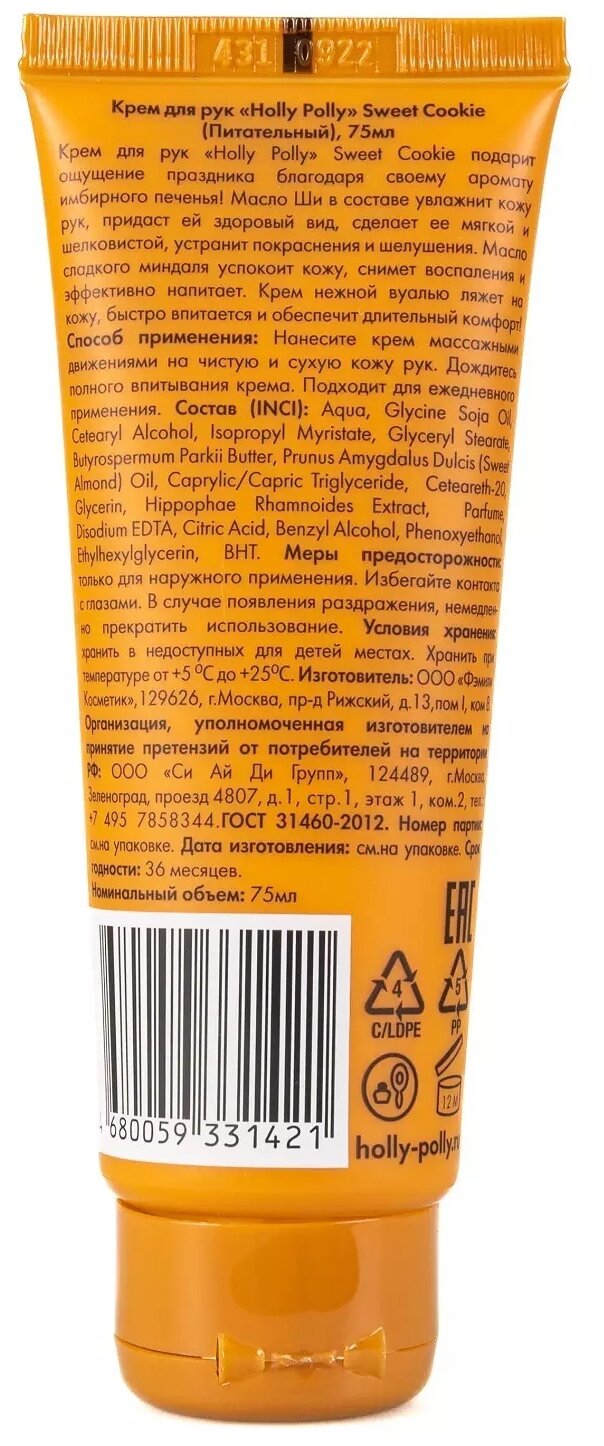 431 0922
Крем для рук «Holly Polly» Sweet Cookie
(Питательный), 75мл
Крем для рук «Holly Polly» Sweet Cookie подарит
ощущение праздника благодаря своему аромату
имбирного печенья! Масло Ши в составе увлажнит кожу
рук, придаст ей здоровый вид, сделает ее мягкой и
шелковистой, устранит покраснения и шелушения. Масло
сладкого миндаля успокоит кожу, снимет воспаления и
эффективно напитает. Крем нежной вуалью ляжет на
кожу, быстро впитается и обеспечит длительный комфорт!
Способ применения: Нанесите крем массажными
движениями на чистую и сухую кожу рук. Дождитесь
полного впитывания крема. Подходит для ежедневного
применения. Состав (INCI): Aqua, Glycine Soja Oil,
Cetearyl Alcohol, Isopropyl Myristate, Glyceryl Stearate,
Butyrospermum Parkii Butter, Prunus Amygdalus Dulcis (Sweet
Almond) Oil, Caprylic/Capric Triglyceride, Ceteareth-20,
Glycerin, Hippophae Rhamnoides Extract, Parfume,
Disodium EDTA, Citric Acid, Benzyl Alcohol, Phenoxyethanol,
Ethylhexylglycerin, BHT. Меры предосторожности:
только для наружного применения. Избегайте контакта
с глазами. В случае появления раздражения, немедлен-
но прекратить использование. Условия хранения:
хранить в недоступных для детей местах. Хранить при
температуре от +5 °C до +25°C. Изготовитель: ООО «Фэмили
Косметик», 129626, г.Москва, пр-д Рижский, д.13, пом I, ком
Организация, уполномоченная изготовителем на
принятие претензий от потребителей на территории
РФ: ООО «Си Ай Ди Групп», 124489, г.Москва,
Зеленоград, проезд 4807, д.1, стр.1, этаж 1, ком.2, тел.:
+7 495 7858344. ГОСТ 31460-2012. Номер партии:
см.на упаковке. Дата изготовления: см.на упаковке. Срок
годности: 36 месяцев.
Номинальный объем: 75мл
EAC
4 5
C/LDPE PP
12 M
4 680059 331421
holly-polly.ru